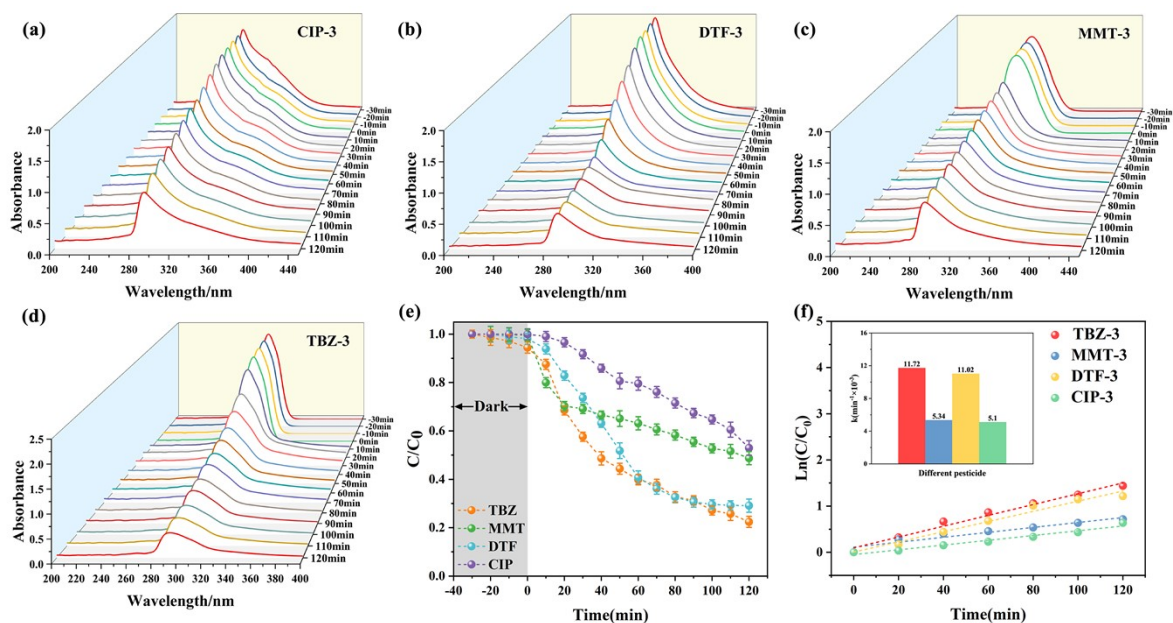 (a)
CIP-3
Absorbance
2.0
1.5
1.0
0.5
0.0
200 240 280 320 360 400 440
Wavelength/nm
-30min
-20min
-10min
0min
10min
20min
30min
40min
50min
60min
70min
80min
90min
100min
110min
120min
(b)
DTF-3
Absorbance
2.0
1.5
1.0
0.5
0.0
200 240 280 320 360 400
Wavelength/nm
-30min
-20min
-10min
0min
10min
20min
30min
40min
50min
60min
70min
80min
90min
100min
110min
120min
(c)
MMT-3
Absorbance
2.0
1.5
1.0
0.5
0.0
200 240 280 320 360 400 440
Wavelength/nm
-30min
-20min
-10min
0min
10min
20min
30min
40min
50min
60min
70min
80min
90min
100min
110min
120min
(d)
TBZ-3
Absorbance
2.5
2.0
1.5
1.0
0.5
0.0
200 240 280 320 360 400
Wavelength/nm
-30min
-20min
-10min
0min
10min
20min
30min
40min
50min
60min
70min
80min
90min
100min
110min
120min
(e)
C/C0
1.0
0.8
0.6
0.4
0.2
0.0
Dark
TBZ
MMT
DTF
CIP
-40 -20 0 20 40 60 80 100 120
Time(min)
(f)
Ln(C/C0)
5
4
3
2
1
0
TBZ-3
MMT-3
DTF-3
CIP-3
k(min⁻¹×10⁻³)
16
12
8
4
0
11.72
5.34
11.02
5.1
Different pesticide
0 20 40 60 80 100 120
Time(min)